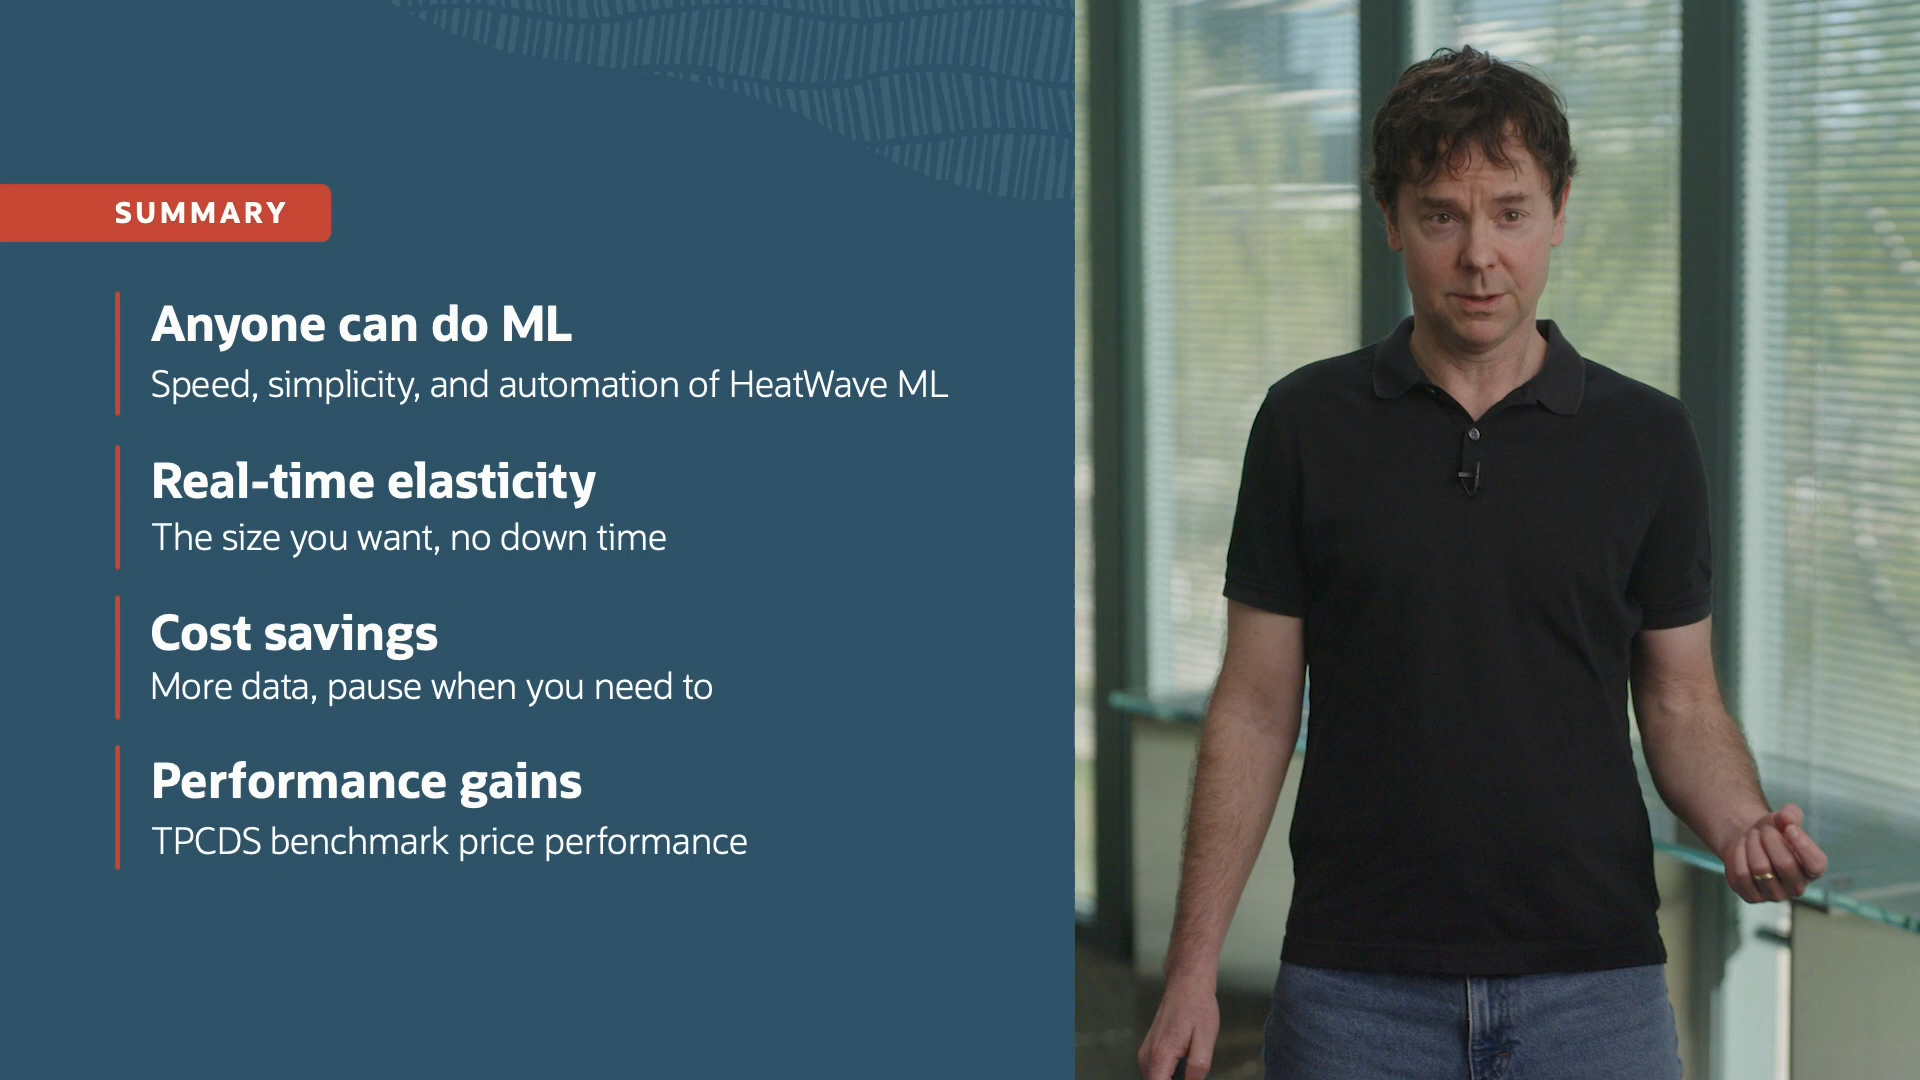 SUMMARY
Anyone can do ML
Speed, simplicity, and automation of HeatWave ML
Real-time elasticity
The size you want, no down time
Cost savings
More data, pause when you need to
Performance gains
TPCDS benchmark price performance